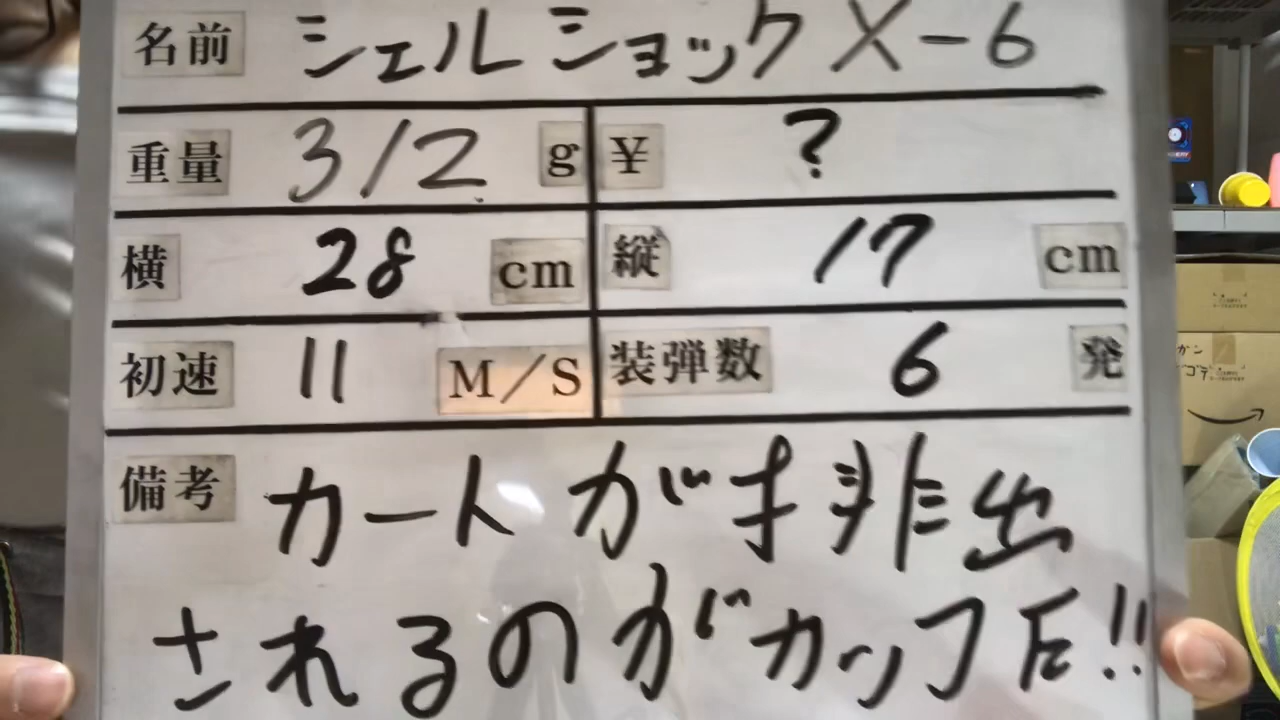 名前 シェルショック X-6
重量 312 g ¥ ?
横 28 cm 縦 17 cm
初速 11 M/S 装弾数 6 発
備考 カートが排出
されるのがカッコ